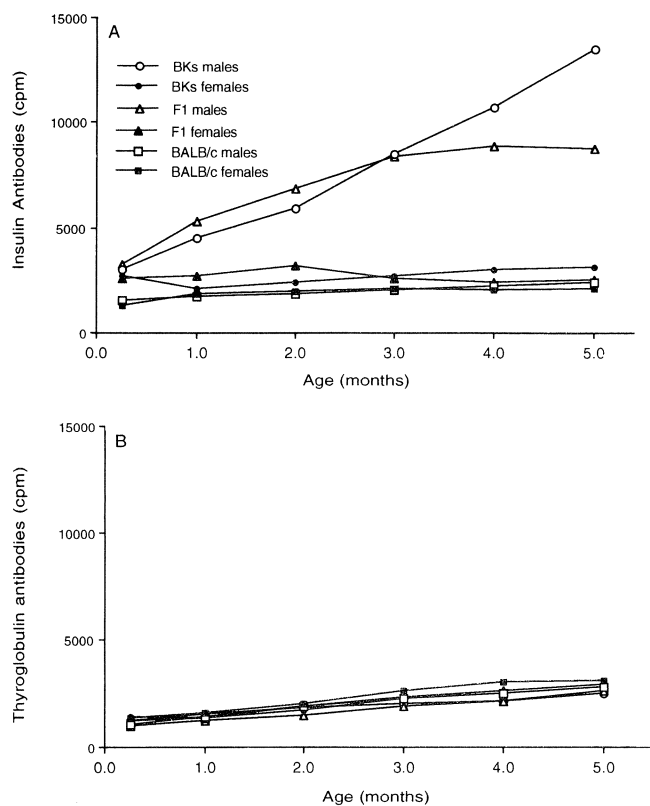 A
15000
10000
5000
0
Insulin Antibodies (cpm)
BKs males
BKs females
F1 males
F1 females
BALB/c males
BALB/c females
0.0 1.0 2.0 3.0 4.0 5.0
Age (months)
B
15000
10000
5000
0
Thyroglobulin antibodies (cpm)
0.0 1.0 2.0 3.0 4.0 5.0
Age (months)